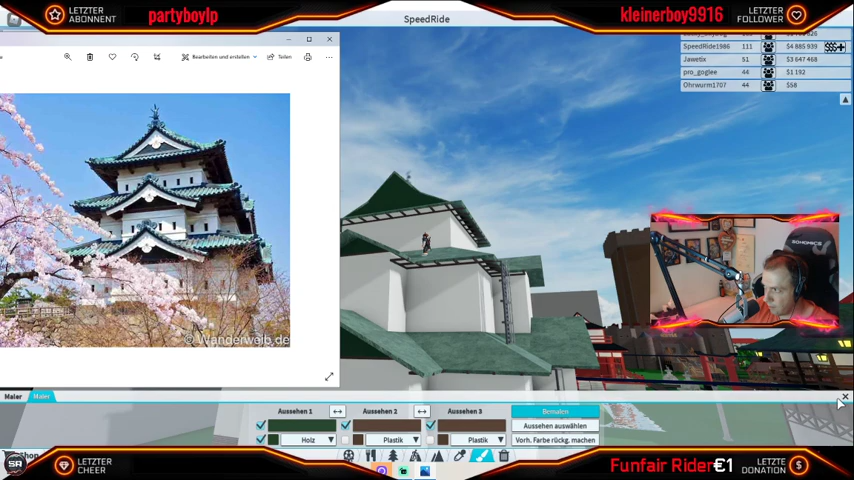 LETZTER
ABONNENT
partyboylp
SpeedRide
kleinerboy9916
LETZTER
FOLLOWER
SpeedRide1986 111 $4 885 939
Jawetix 51 $3 647 468
pro_goglee 44 $1 192
Ohrwurm1707 44 $58
Bearbeiten und erstellen
Teilen
© Wanderweib.de
SONGMICS
Maler Maler
Aussehen 1
Aussehen 2
Aussehen 3
Bemalen
Aussehen auswählen
Holz
Plastik
Plastik
Vorh. Farbe rückg. machen
SR
LETZTER
CHEER
Funfair Rider €1
LETZTE
DONATION